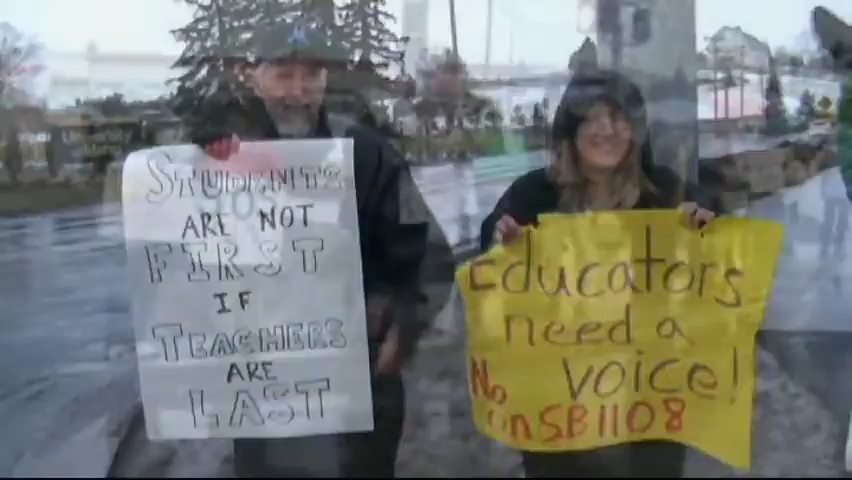 STUDENTS
ARE NOT
FIRST
IF
TEACHERS
ARE
LAST
Educators
need a
voice!
No
on SB1108